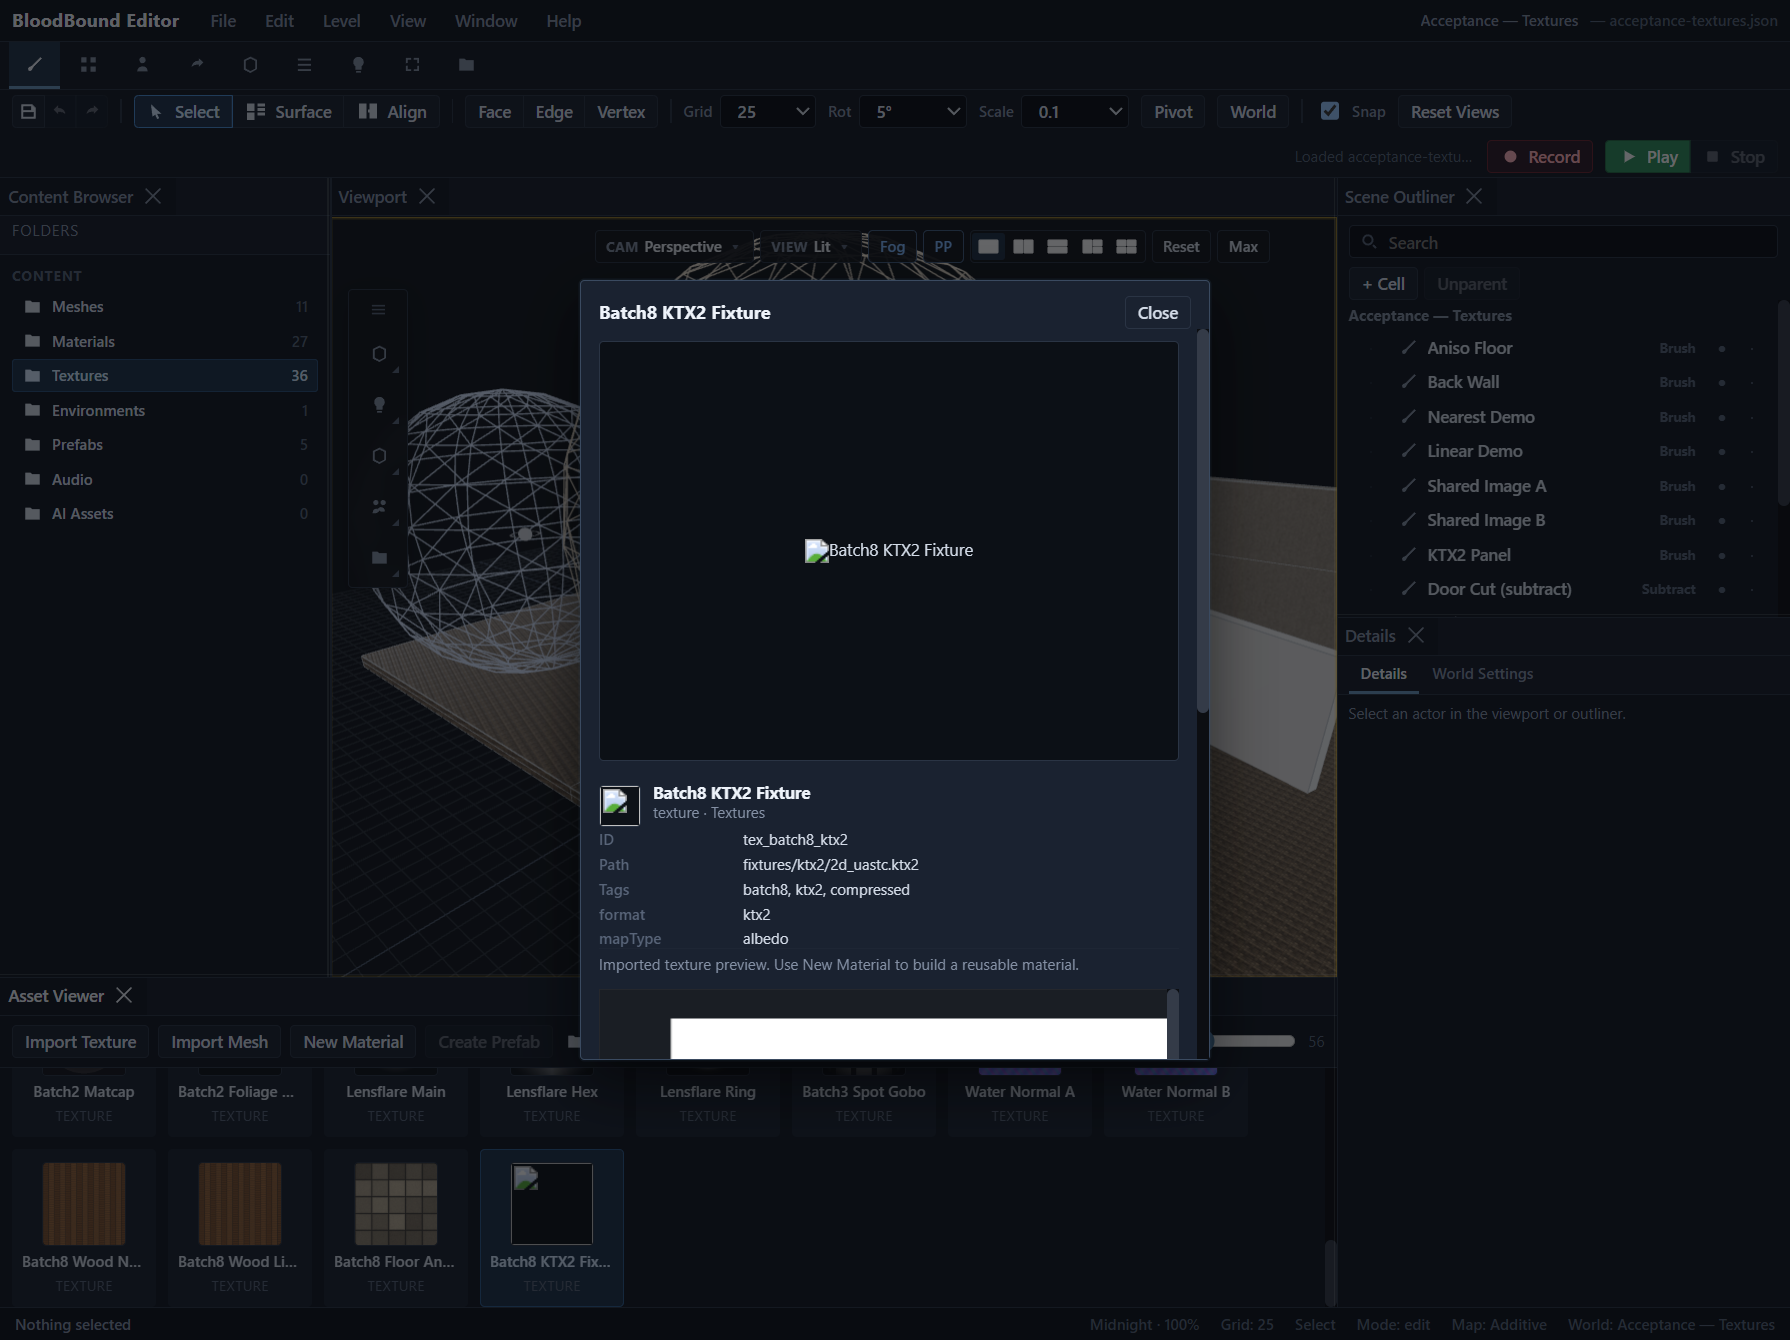 BloodBound Editor File Edit Level View Window Help Acceptance — Textures — acceptance-textures.json
Select Surface Align Face Edge Vertex Grid 25 Rot 5° Scale 0.1 Pivot World Snap Reset Views
Loaded acceptance-textu... Record Play Stop
Content Browser
FOLDERS
CONTENT
Meshes 11
Materials 27
Textures 36
Environments 1
Prefabs 5
Audio 0
AI Assets 0
Viewport
CAM Perspective VIEW Lit Fog PP Reset Max
Batch8 KTX2 Fixture Close
Batch8 KTX2 Fixture
Batch8 KTX2 Fixture
texture · Textures
ID tex_batch8_ktx2
Path fixtures/ktx2/2d_uastc.ktx2
Tags batch8, ktx2, compressed
format ktx2
mapType albedo
Imported texture preview. Use New Material to build a reusable material.
Scene Outliner
Search
+ Cell Unparent
Acceptance — Textures
Aniso Floor Brush
Back Wall Brush
Nearest Demo Brush
Linear Demo Brush
Shared Image A Brush
Shared Image B Brush
KTX2 Panel Brush
Door Cut (subtract) Subtract
Details
Details World Settings
Select an actor in the viewport or outliner.
Asset Viewer
Import Texture Import Mesh New Material Create Prefab 56
Batch2 Matcap Batch2 Foliage ... Lensflare Main Lensflare Hex Lensflare Ring Batch3 Spot Gobo Water Normal A Water Normal B
TEXTURE TEXTURE TEXTURE TEXTURE TEXTURE TEXTURE TEXTURE TEXTURE
Batch8 Wood N... Batch8 Wood Li... Batch8 Floor An... Batch8 KTX2 Fix...
TEXTURE TEXTURE TEXTURE TEXTURE
Nothing selected Midnight · 100% Grid: 25 Select Mode: edit Map: Additive World: Acceptance — Textures